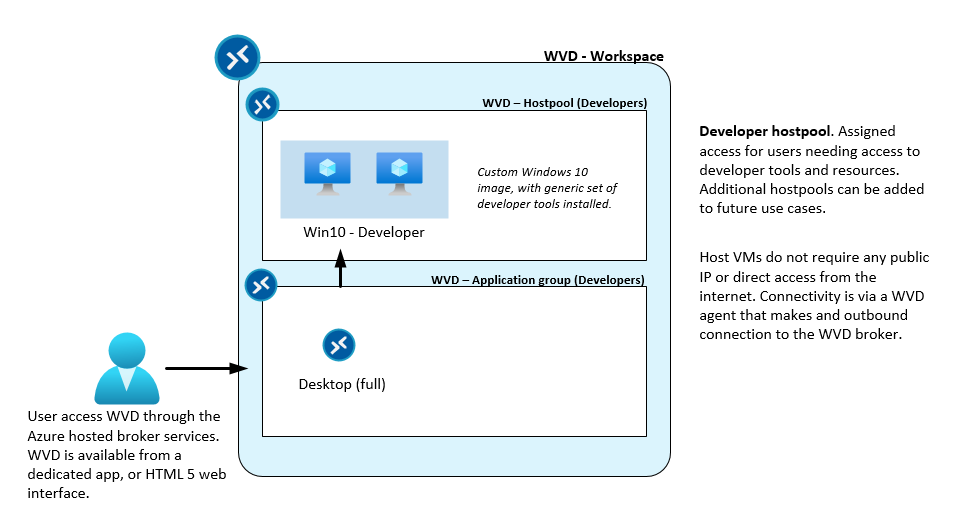 WVD - Workspace
WVD – Hostpool (Developers)
Custom Windows 10
image, with generic set of
developer tools installed.
Win10 - Developer
WVD – Application group (Developers)
Desktop (full)
User access WVD through the
Azure hosted broker services.
WVD is available from a
dedicated app, or HTML 5 web
interface.
Developer hostpool. Assigned
access for users needing access to
developer tools and resources.
Additional hostpools can be added
to future use cases.
Host VMs do not require any public
IP or direct access from the
internet. Connectivity is via a WVD
agent that makes and outbound
connection to the WVD broker.